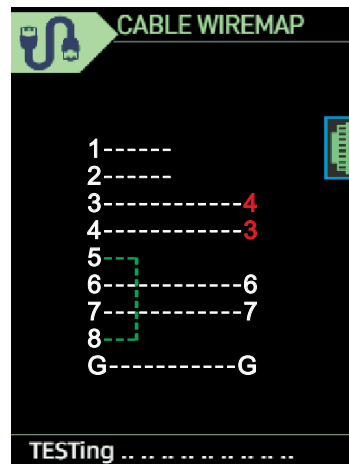 CABLE WIREMAP
1------
2------
3------------4
4------------3
5
6------------6
7------------7
8
G-----------G
TESTing .. .. .. .. .. .. .. .. ..